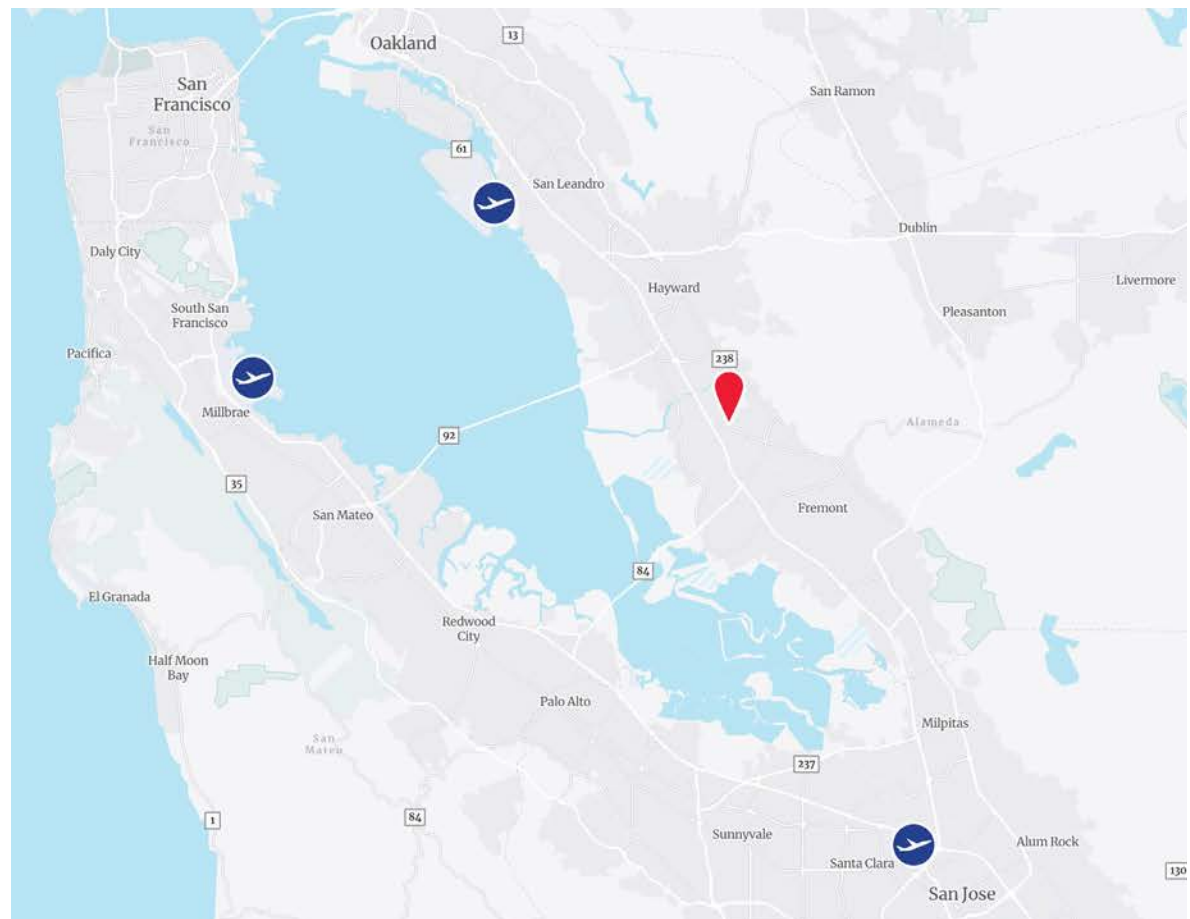 Oakland
13
San
Francisco
San Ramon
San
Francisco
61
San Leandro
Dublin
Daly City
Livermore
Hayward
South San
Francisco
Pleasanton
Pacifica
238
Millbrae
Alameda
92
35
San Mateo
Fremont
84
El Granada
Redwood
City
Half Moon
Bay
Palo Alto
Milpitas
San
Mateo
237
1
84
Sunnyvale
Alum Rock
Santa Clara
130
San Jose